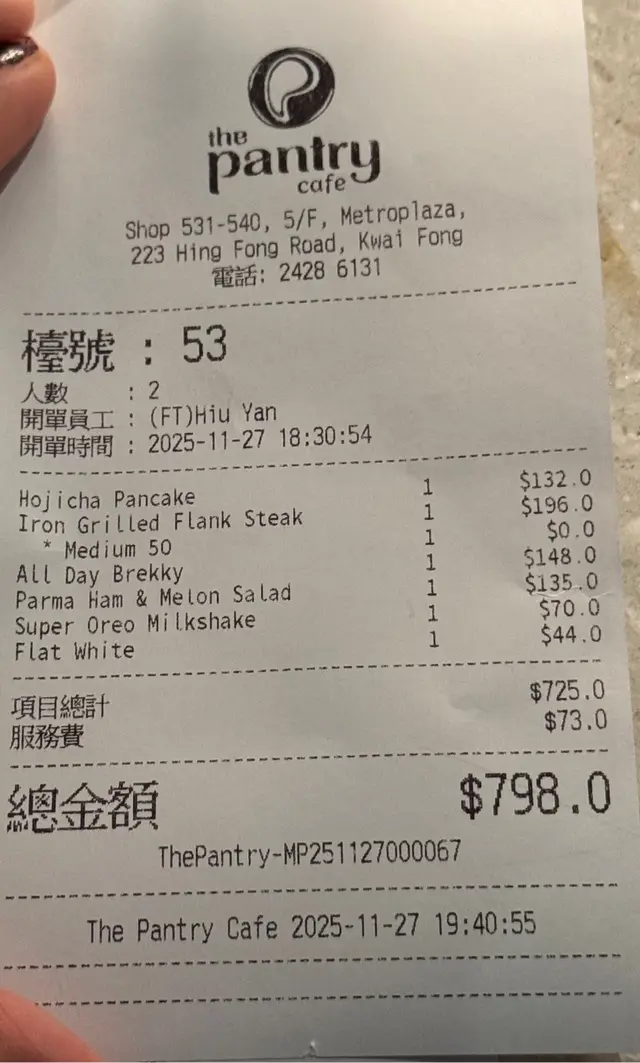 the
pantry
cafe
Shop 531-540, 5/F, Metroplaza,
223 Hing Fong Road, Kwai Fong
電話: 2428 6131
檯號 : 53
人數 : 2
開單員工 : (FT)Hiu Yan
開單時間 : 2025-11-27 18:30:54
Hojicha Pancake 1 $132.0
Iron Grilled Flank Steak 1 $196.0
* Medium 50 1 $0.0
All Day Brekky 1 $148.0
Parma Ham & Melon Salad 1 $135.0
Super Oreo Milkshake 1 $70.0
Flat White 1 $44.0
項目總計 $725.0
服務費 $73.0
總金額 $798.0
ThePantry-MP251127000067
The Pantry Cafe 2025-11-27 19:40:55